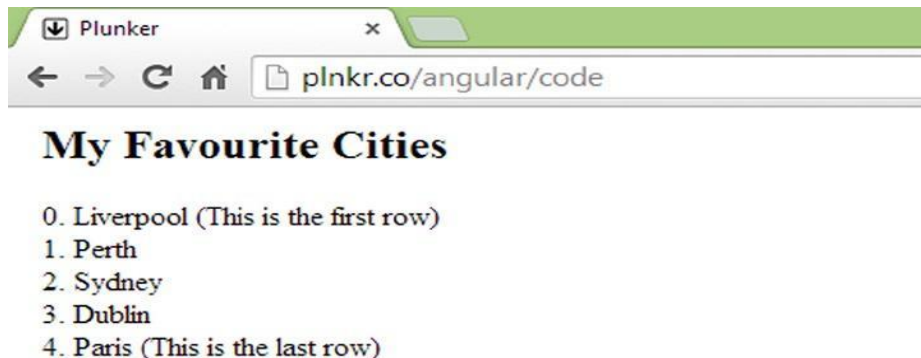 Plunker
plnkr.co/angular/code
My Favourite Cities
0. Liverpool (This is the first row)
1. Perth
2. Sydney
3. Dublin
4. Paris (This is the last row)